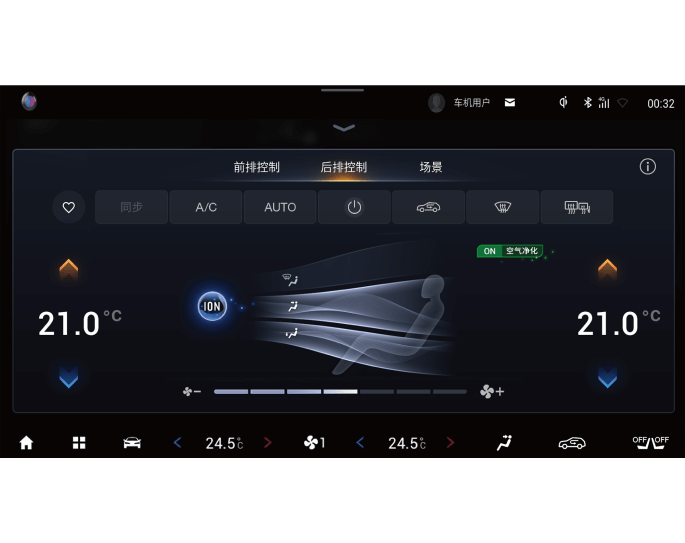 车机用户
4G
00:32
前排控制 后排控制 场景
同步 A/C AUTO
ON 空气净化
ION
21.0°C
21.0°C
24.5°C
1
24.5°C
OFF OFF